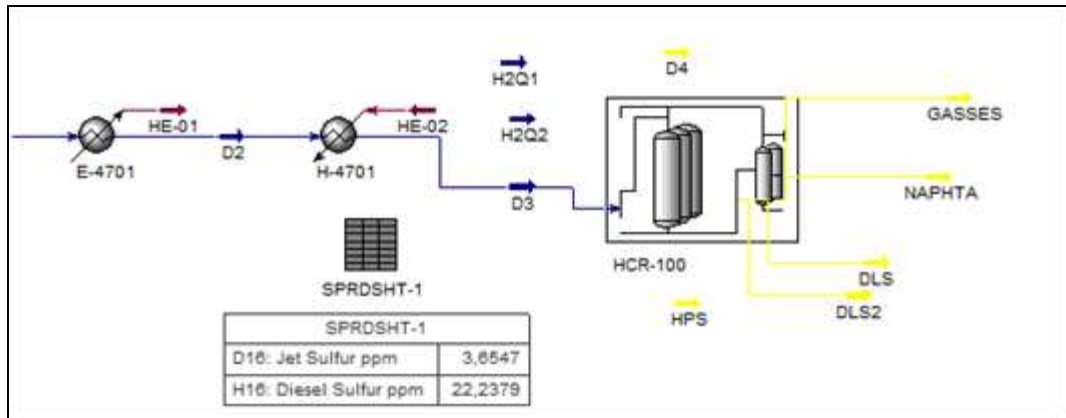 H2Q1
D4
HE-01
HE-02
H2Q2
GASSES
E-4701
D2
H-4701
D3
NAPHTA
HCR-100
SPRDSHT-1
DLS
HPS
DLS2
SPRDSHT-1
D16: Jet Sulfur ppm 3,6547
H16: Diesel Sulfur ppm 22,2379